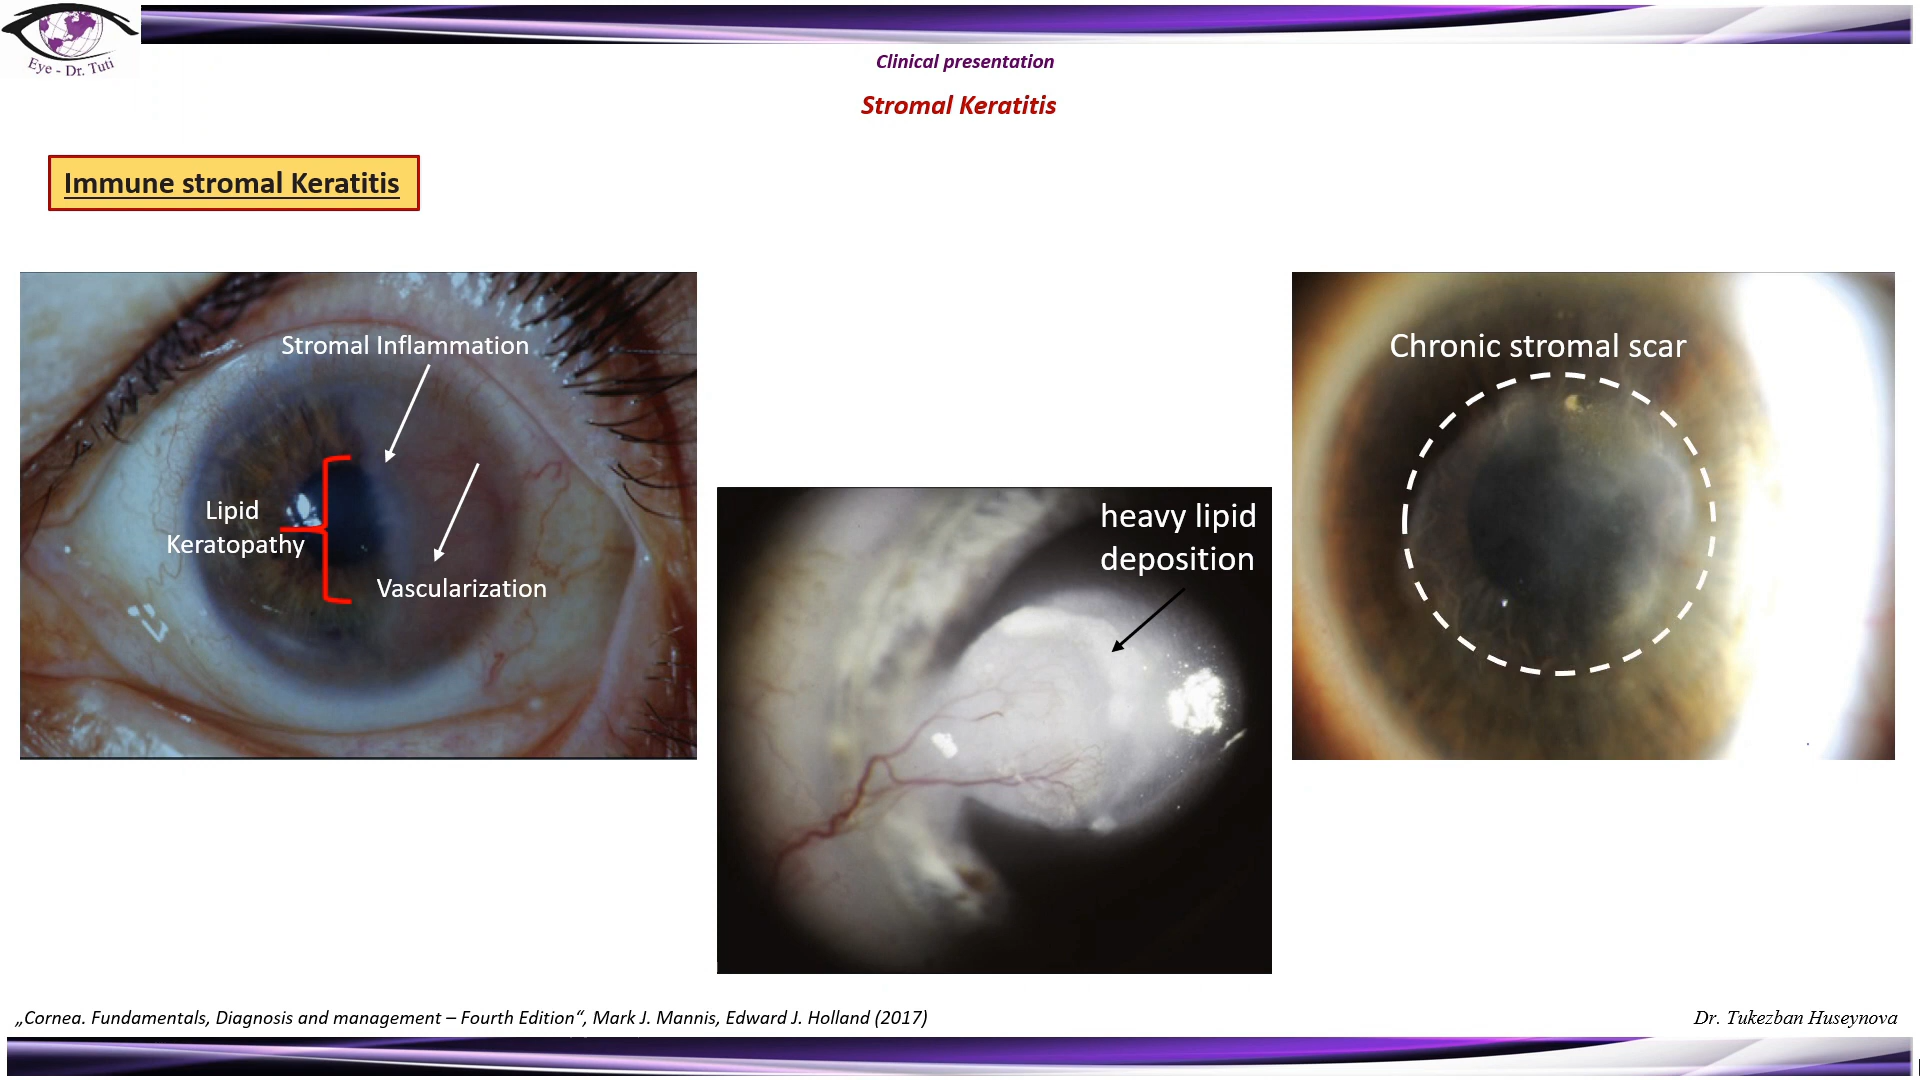 Eye - Dr. Tuti
Clinical presentation
Stromal Keratitis
Immune stromal Keratitis
Stromal Inflammation
Lipid
Keratopathy
Vascularization
heavy lipid
deposition
Chronic stromal scar
„Cornea. Fundamentals, Diagnosis and management – Fourth Edition“, Mark J. Mannis, Edward J. Holland (2017)
Dr. Tukezban Huseynova